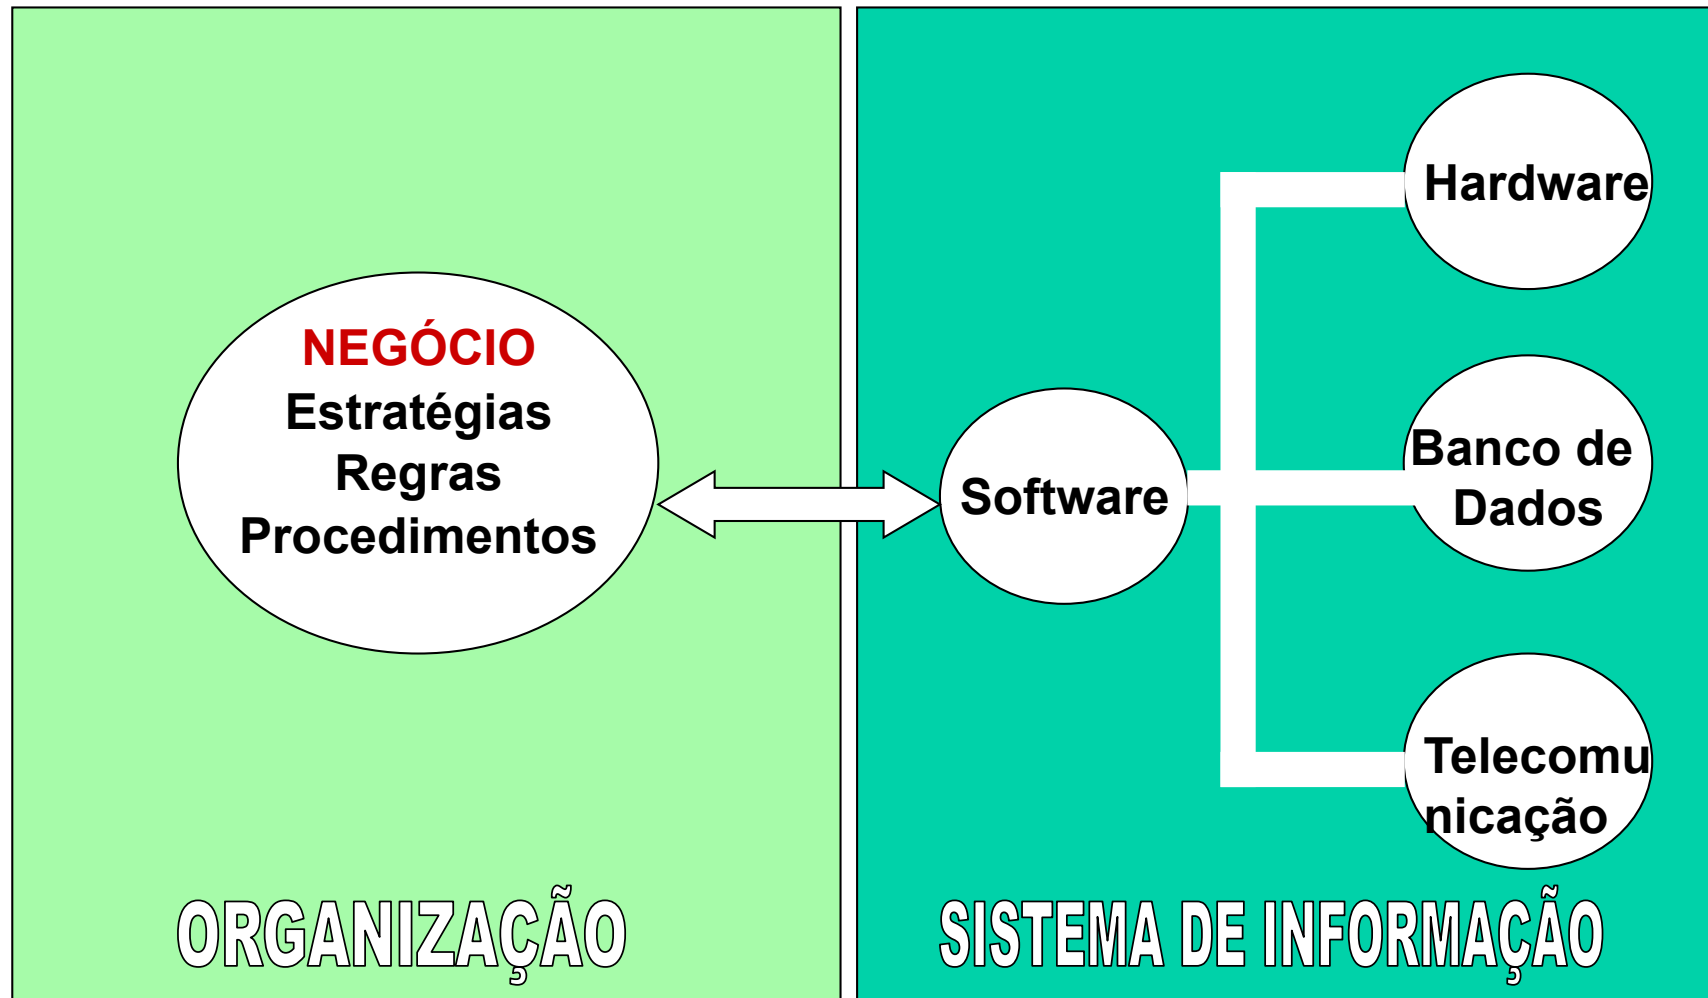 NEGÓCIO
Estratégias
Regras
Procedimentos
ORGANIZAÇÃO
Software
Hardware
Banco de
Dados
Telecomu
nicação
SISTEMA DE INFORMAÇÃO